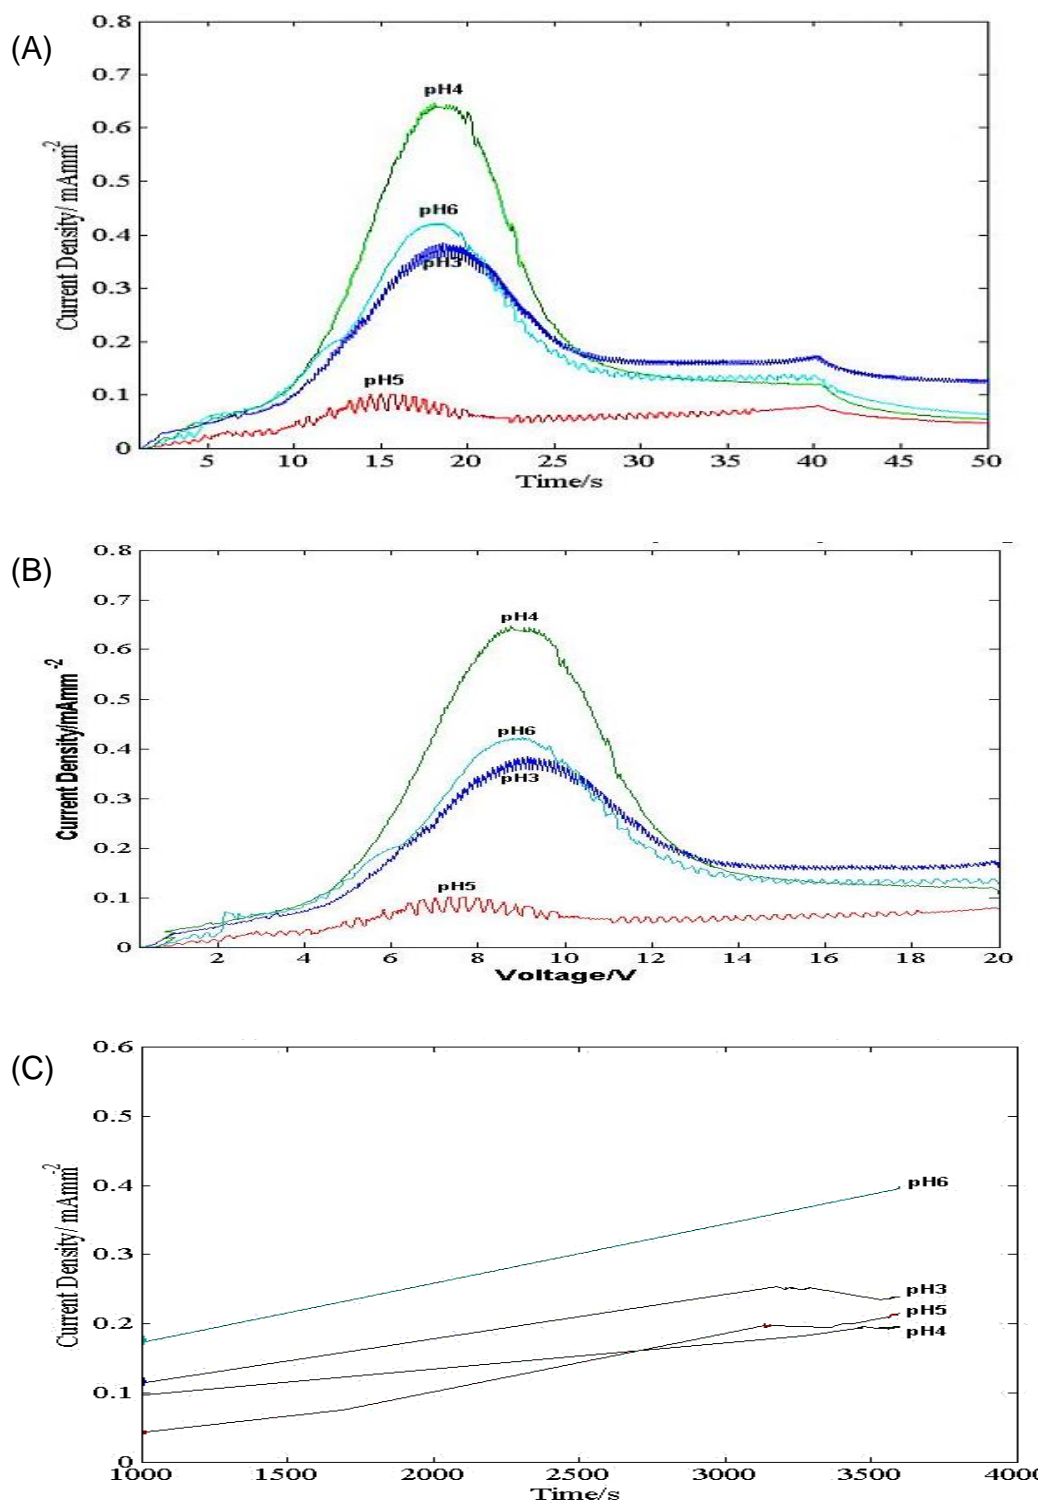 (A)
0.8
0.7
0.6
0.5
0.4
0.3
0.2
0.1
0
Current Density/ mAmm-2
pH4
pH6
pH3
pH5
5 10 15 20 25 30 35 40 45 50
Time/s
(B)
0.8
0.7
0.6
0.5
0.4
0.3
0.2
0.1
0
Current Density/mAmm-2
pH4
pH6
pH3
pH5
2 4 6 8 10 12 14 16 18 20
Voltage/V
(C)
0.6
0.5
0.4
0.3
0.2
0.1
0
Current Density/ mAmm-2
pH6
pH3
pH5
pH4
1000 1500 2000 2500 3000 3500 4000
Time/s